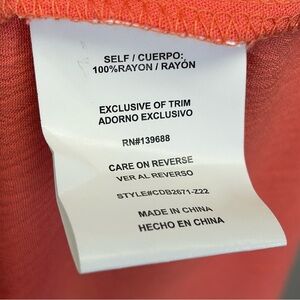 SELF / CUERPO:
100%RAYON / RAYÓN
EXCLUSIVE OF TRIM
ADORNO EXCLUSIVO
RN#139688
CARE ON REVERSE
VER AL REVERSO
STYLE#CDB2671-Z22
MADE IN CHINA
HECHO EN CHINA